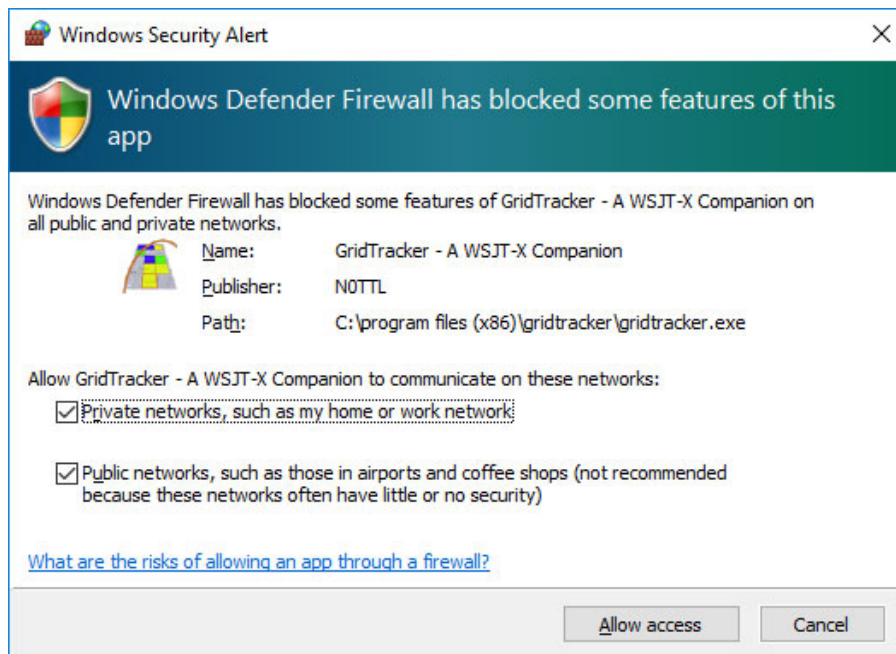 Windows Security Alert
Windows Defender Firewall has blocked some features of this
app
Windows Defender Firewall has blocked some features of GridTracker - A WSJT-X Companion on
all public and private networks.
Name: GridTracker - A WSJT-X Companion
Publisher: N0TTL
Path: C:\program files (x86)\gridtracker\gridtracker.exe
Allow GridTracker - A WSJT-X Companion to communicate on these networks:
Private networks, such as my home or work network
Public networks, such as those in airports and coffee shops (not recommended
because these networks often have little or no security)
What are the risks of allowing an app through a firewall?
Allow access Cancel